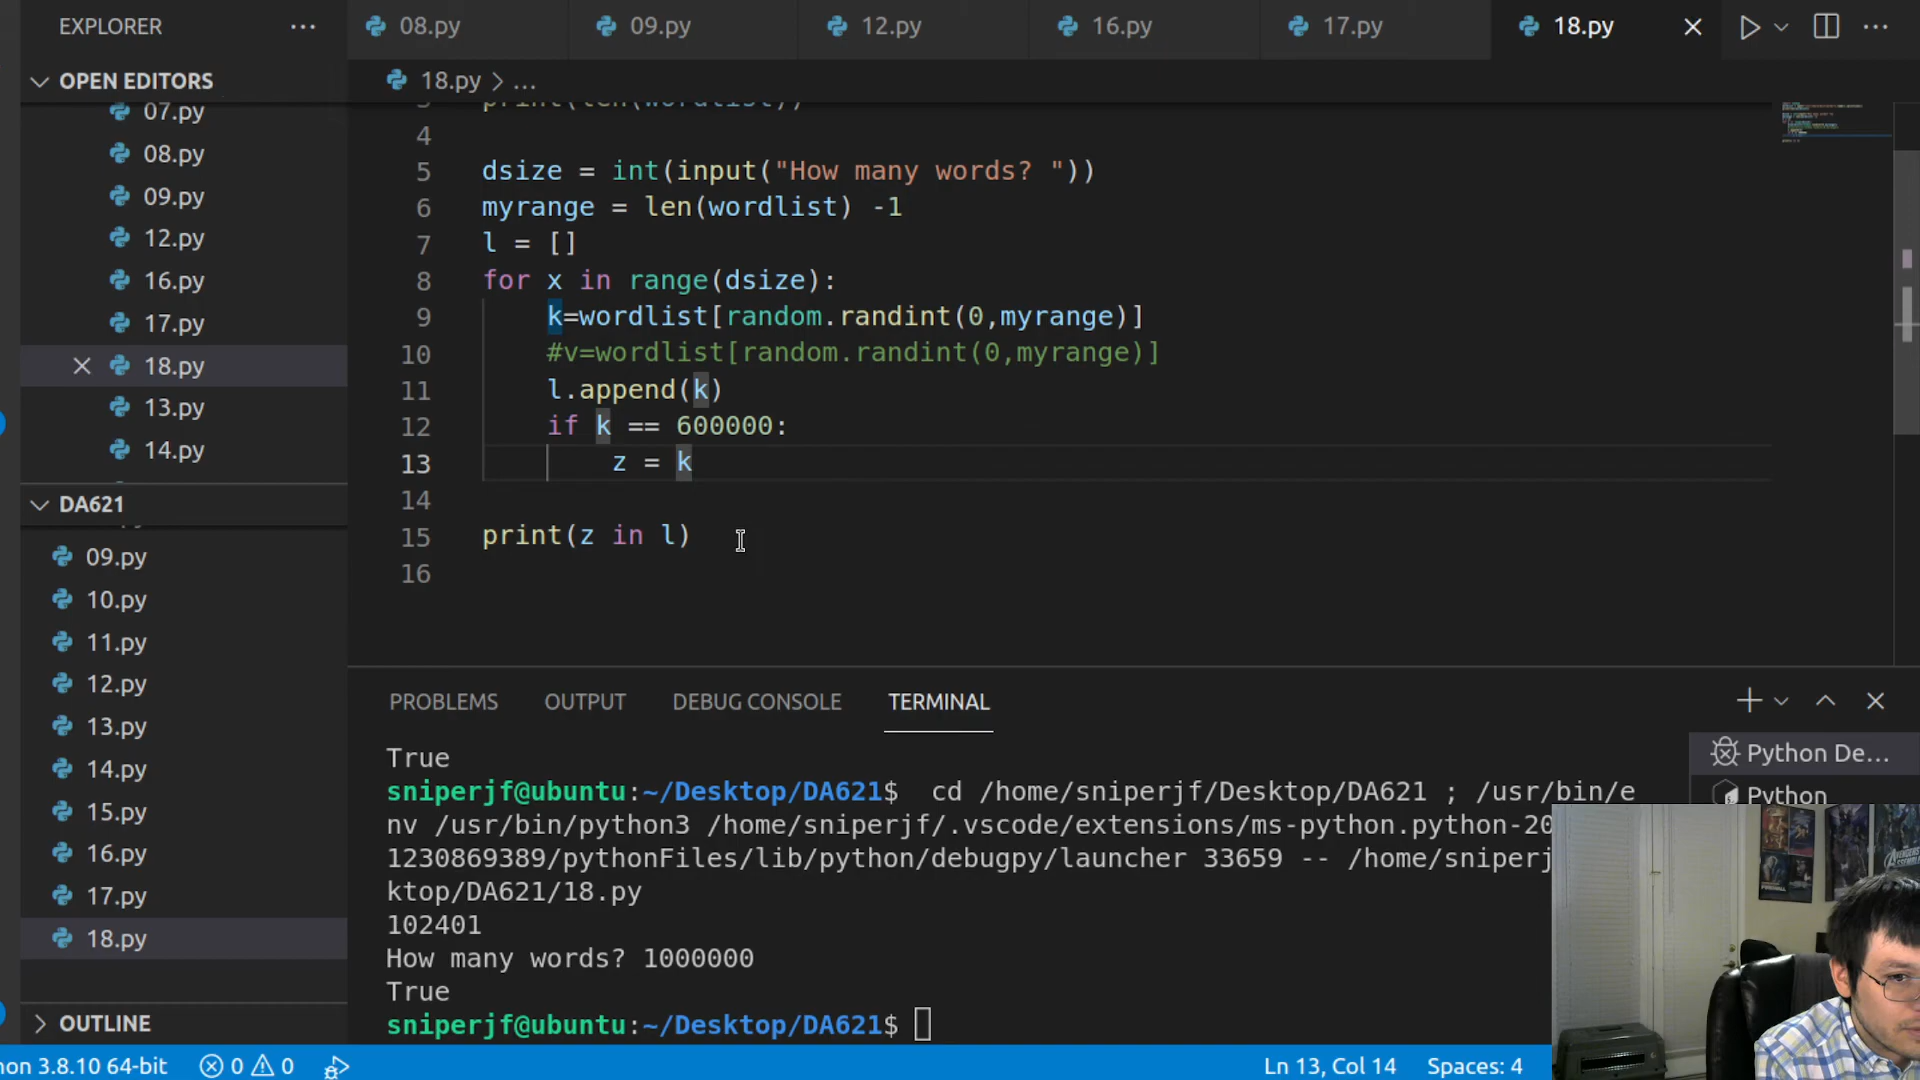 EXPLORER
08.py
09.py
12.py
16.py
17.py
18.py
OPEN EDITORS
07.py
08.py
09.py
12.py
16.py
17.py
18.py
13.py
14.py
DA621
09.py
10.py
11.py
12.py
13.py
14.py
15.py
16.py
17.py
18.py
OUTLINE
18.py > ...
3 print(len(wordlist))
4
5 dsize = int(input("How many words? "))
6 myrange = len(wordlist) -1
7 l = []
8 for x in range(dsize):
9 k=wordlist[random.randint(0,myrange)]
10 #v=wordlist[random.randint(0,myrange)]
11 l.append(k)
12 if k == 600000:
13 z = k
14
15 print(z in l)
16
PROBLEMS OUTPUT DEBUG CONSOLE TERMINAL
Python De...
Python
True
sniperjf@ubuntu:~/Desktop/DA621$ cd /home/sniperjf/Desktop/DA621 ; /usr/bin/e
nv /usr/bin/python3 /home/sniperjf/.vscode/extensions/ms-python.python-20
1230869389/pythonFiles/lib/python/debugpy/launcher 33659 -- /home/sniperj
ktop/DA621/18.py
102401
How many words? 1000000
True
sniperjf@ubuntu:~/Desktop/DA621$
hon 3.8.10 64-bit 0 0 Ln 13, Col 14 Spaces: 4